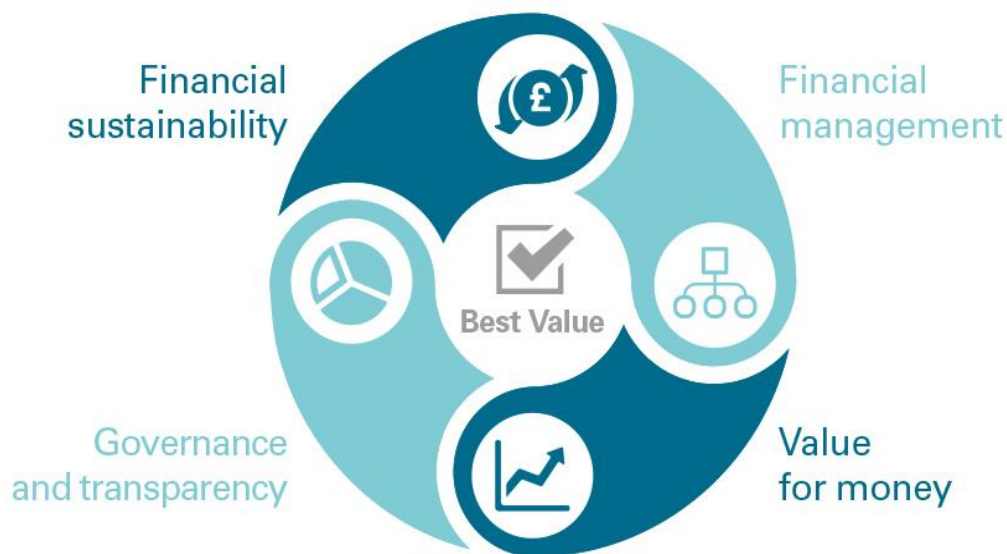 Financial
sustainability
Financial
management
£
Best Value
Governance
and transparency
Value
for money